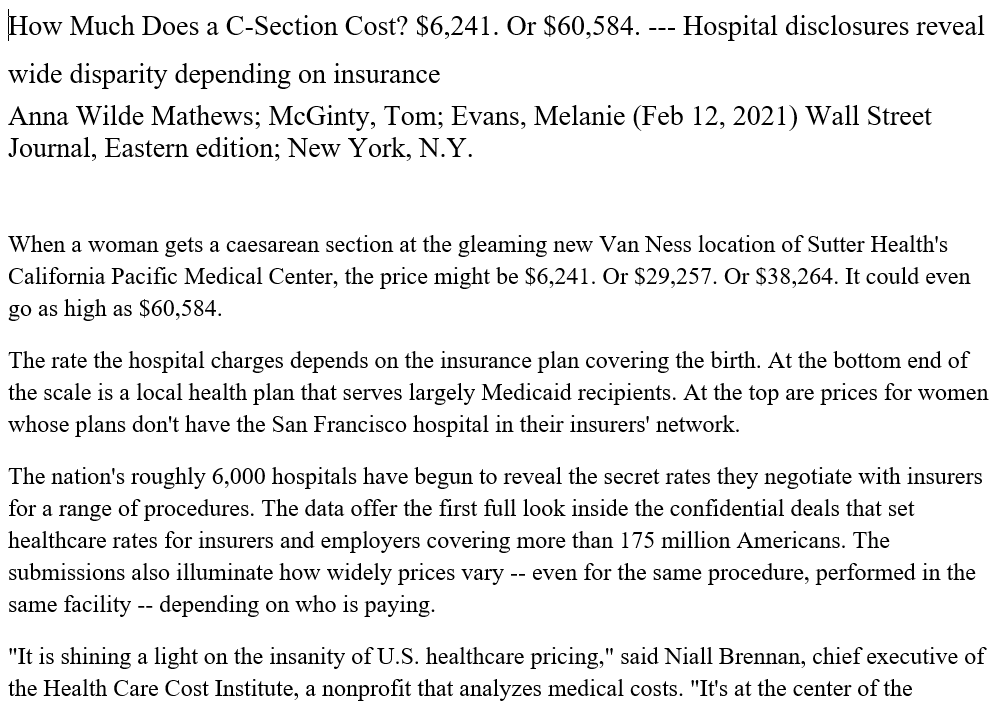 How Much Does a C-Section Cost? $6,241. Or $60,584. --- Hospital disclosures reveal
wide disparity depending on insurance
Anna Wilde Mathews; McGinty, Tom; Evans, Melanie (Feb 12, 2021) Wall Street
Journal, Eastern edition; New York, N.Y.
When a woman gets a caesarean section at the gleaming new Van Ness location of Sutter Health's
California Pacific Medical Center, the price might be $6,241. Or $29,257. Or $38,264. It could even
go as high as $60,584.
The rate the hospital charges depends on the insurance plan covering the birth. At the bottom end of
the scale is a local health plan that serves largely Medicaid recipients. At the top are prices for women
whose plans don't have the San Francisco hospital in their insurers' network.
The nation's roughly 6,000 hospitals have begun to reveal the secret rates they negotiate with insurers
for a range of procedures. The data offer the first full look inside the confidential deals that set
healthcare rates for insurers and employers covering more than 175 million Americans. The
submissions also illuminate how widely prices vary -- even for the same procedure, performed in the
same facility -- depending on who is paying.
"It is shining a light on the insanity of U.S. healthcare pricing," said Niall Brennan, chief executive of
the Health Care Cost Institute, a nonprofit that analyzes medical costs. "It's at the center of the